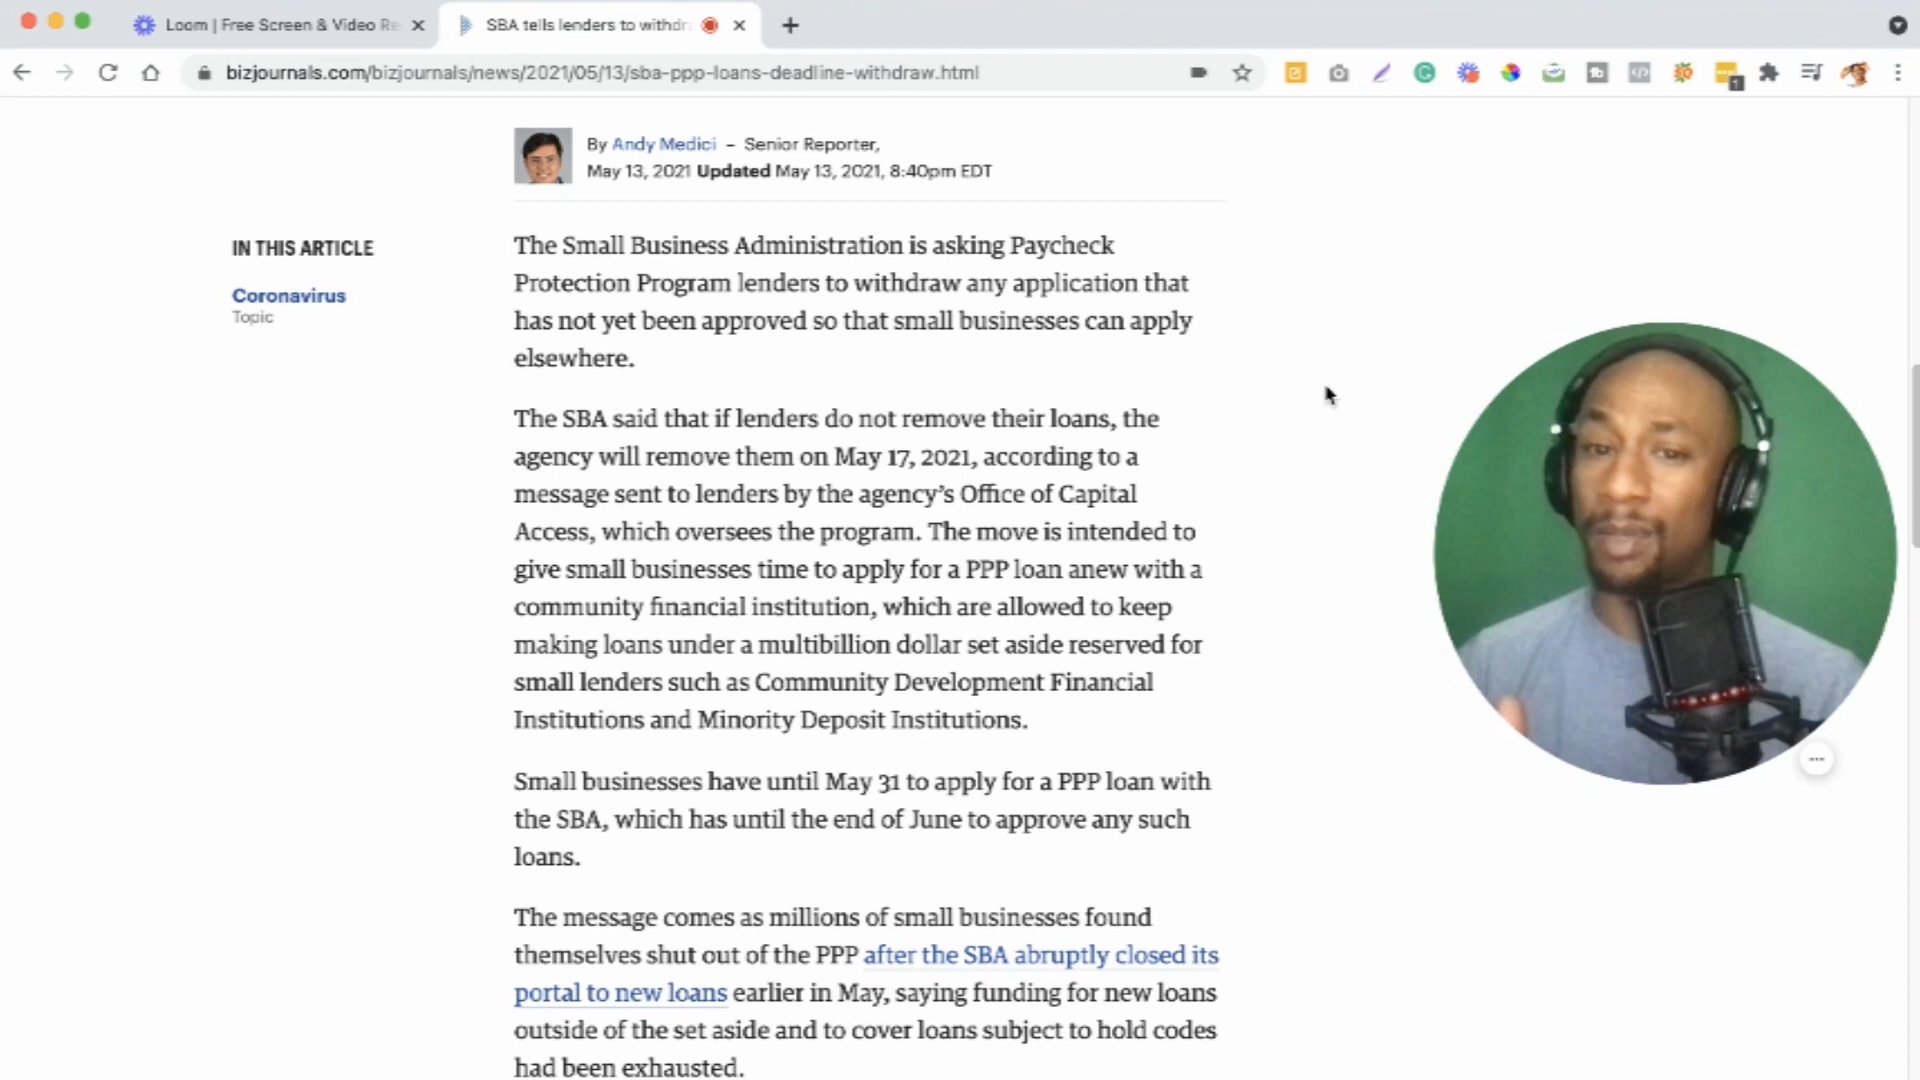 Loom | Free Screen & Video Re
SBA tells lenders to withdr
bizjournals.com/bizjournals/news/2021/05/13/sba-ppp-loans-deadline-withdraw.html
By Andy Medici – Senior Reporter,
May 13, 2021 Updated May 13, 2021, 8:40pm EDT
IN THIS ARTICLE
Coronavirus
Topic
The Small Business Administration is asking Paycheck
Protection Program lenders to withdraw any application that
has not yet been approved so that small businesses can apply
elsewhere.
The SBA said that if lenders do not remove their loans, the
agency will remove them on May 17, 2021, according to a
message sent to lenders by the agency’s Office of Capital
Access, which oversees the program. The move is intended to
give small businesses time to apply for a PPP loan anew with a
community financial institution, which are allowed to keep
making loans under a multibillion dollar set aside reserved for
small lenders such as Community Development Financial
Institutions and Minority Deposit Institutions.
Small businesses have until May 31 to apply for a PPP loan with
the SBA, which has until the end of June to approve any such
loans.
The message comes as millions of small businesses found
themselves shut out of the PPP after the SBA abruptly closed its
portal to new loans earlier in May, saying funding for new loans
outside of the set aside and to cover loans subject to hold codes
had been exhausted.